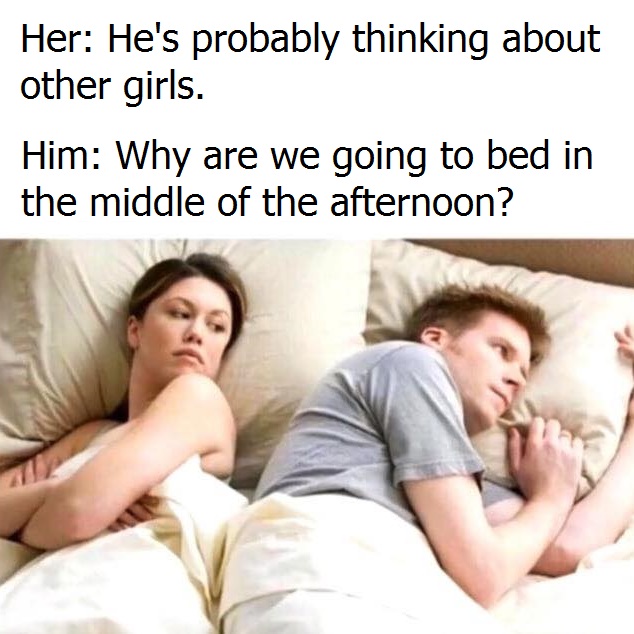 Her: He's probably thinking about
other girls.
Him: Why are we going to bed in
the middle of the afternoon?